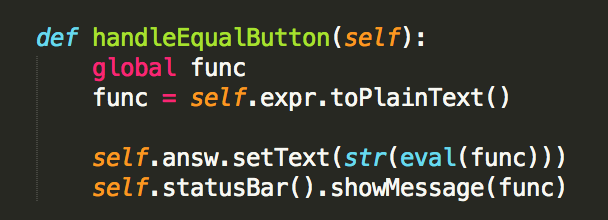 def handleEqualButton(self):
    global func
    func = self.expr.toPlainText()

    self.answ.setText(str(eval(func)))
    self.statusBar().showMessage(func)